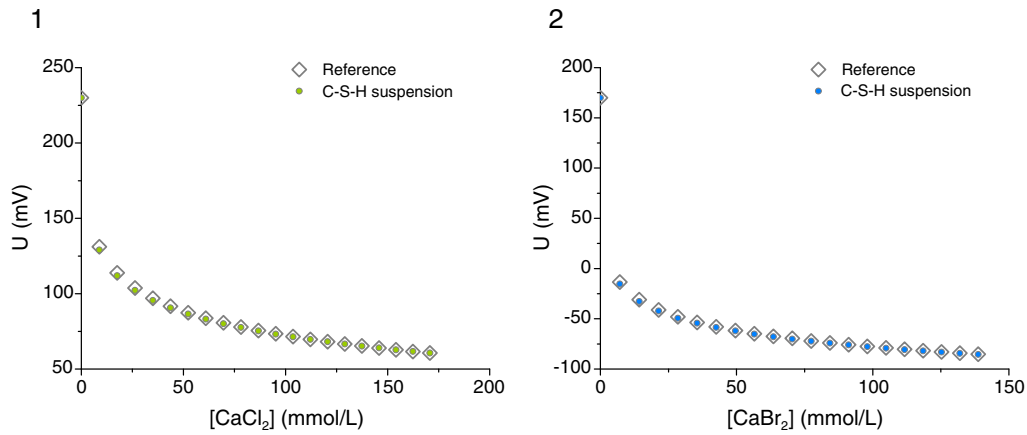 1
250
200
150
100
50
U (mV)
0
50
100
150
200
[CaCl₂] (mmol/L)
Reference
C-S-H suspension
2
200
150
100
50
0
-50
-100
U (mV)
0
50
100
150
[CaBr₂] (mmol/L)
Reference
C-S-H suspension